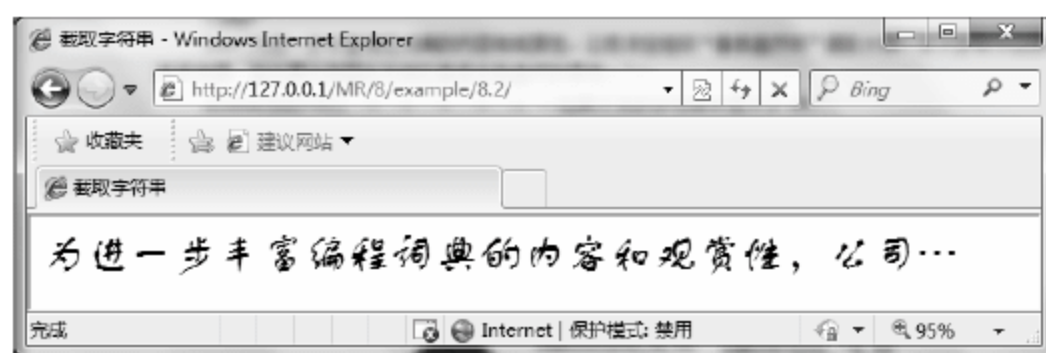 截取字符串 - Windows Internet Explorer
http://127.0.0.1/MR/8/example/8.2/ Bing
收藏夹 建议网站
截取字符串
为进一步丰富编程词典的内容和观赏性，公司…
完成 Internet | 保护模式: 禁用 95%